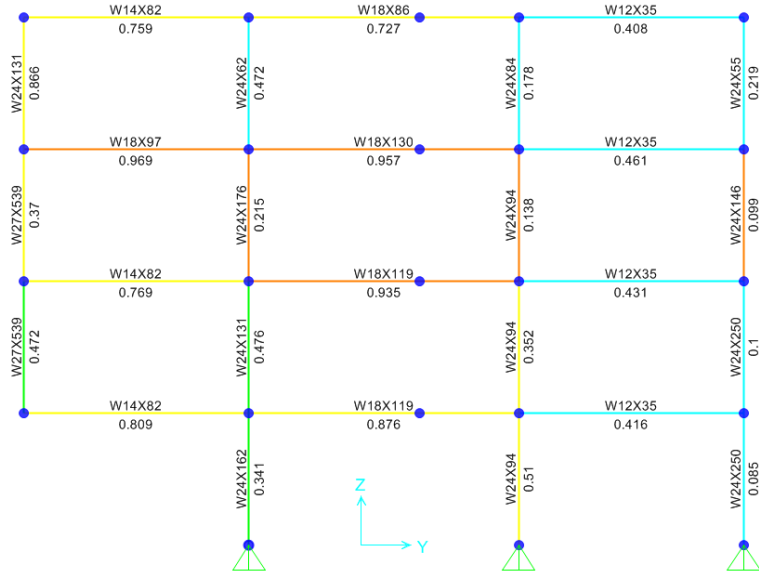 W14X82
0.759
W18X86
0.727
W12X35
0.408
W24X131
0.866
W24X62
0.472
W24X84
0.178
W24X55
0.219
W18X97
0.969
W18X130
0.957
W12X35
0.461
W27X539
0.37
W24X176
0.215
W24X94
0.138
W24X146
0.099
W14X82
0.769
W18X119
0.935
W12X35
0.431
W27X539
0.472
W24X131
0.476
W24X94
0.352
W24X250
0.1
W14X82
0.809
W18X119
0.876
W12X35
0.416
W24X162
0.341
W24X94
0.51
W24X250
0.085
Z
Y